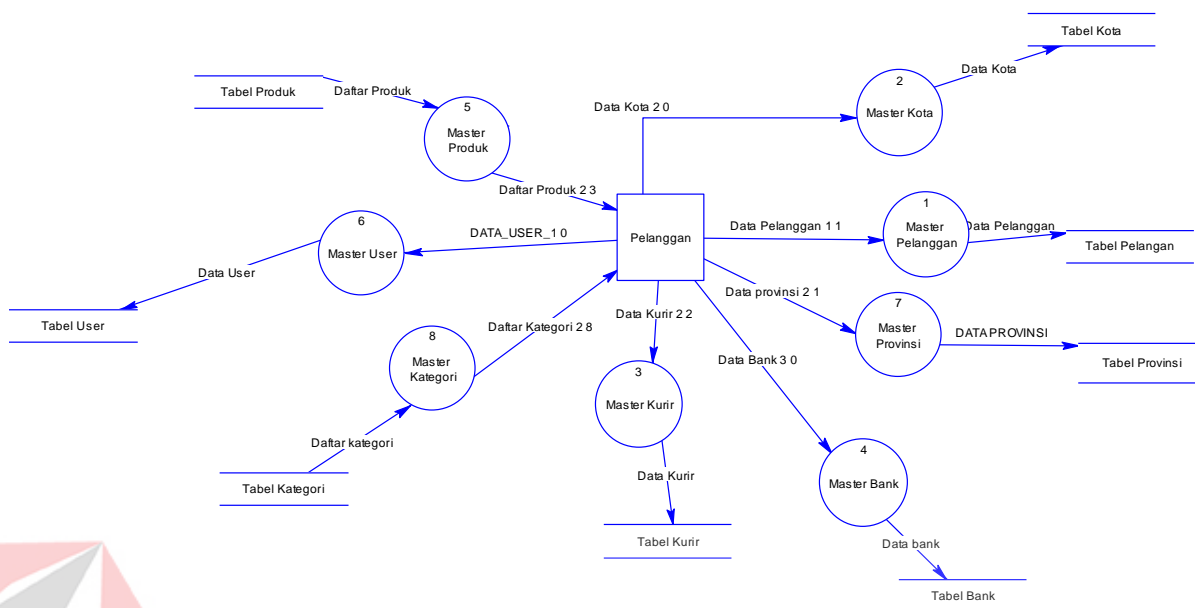 Tabel Kota
Data Kota
2
Master Kota
Tabel Produk
Daftar Produk
5
Master
Produk
Data Kota 2 0
Daftar Produk 2 3
6
Master User
DATA_USER_1 0
Pelanggan
Data Pelanggan 1 1
1
Master
Pelanggan
Data Pelanggan
Tabel Pelangan
Data User
Tabel User
Data provinsi 2 1
7
Master
Provinsi
DATAPROVINSI
Tabel Provinsi
Daftar Kategori 2 8
Data Kurir 2 2
8
Master
Kategori
Data Bank 3 0
3
Master Kurir
Daftar kategori
Tabel Kategori
4
Master Bank
Data Kurir
Tabel Kurir
Data bank
Tabel Bank